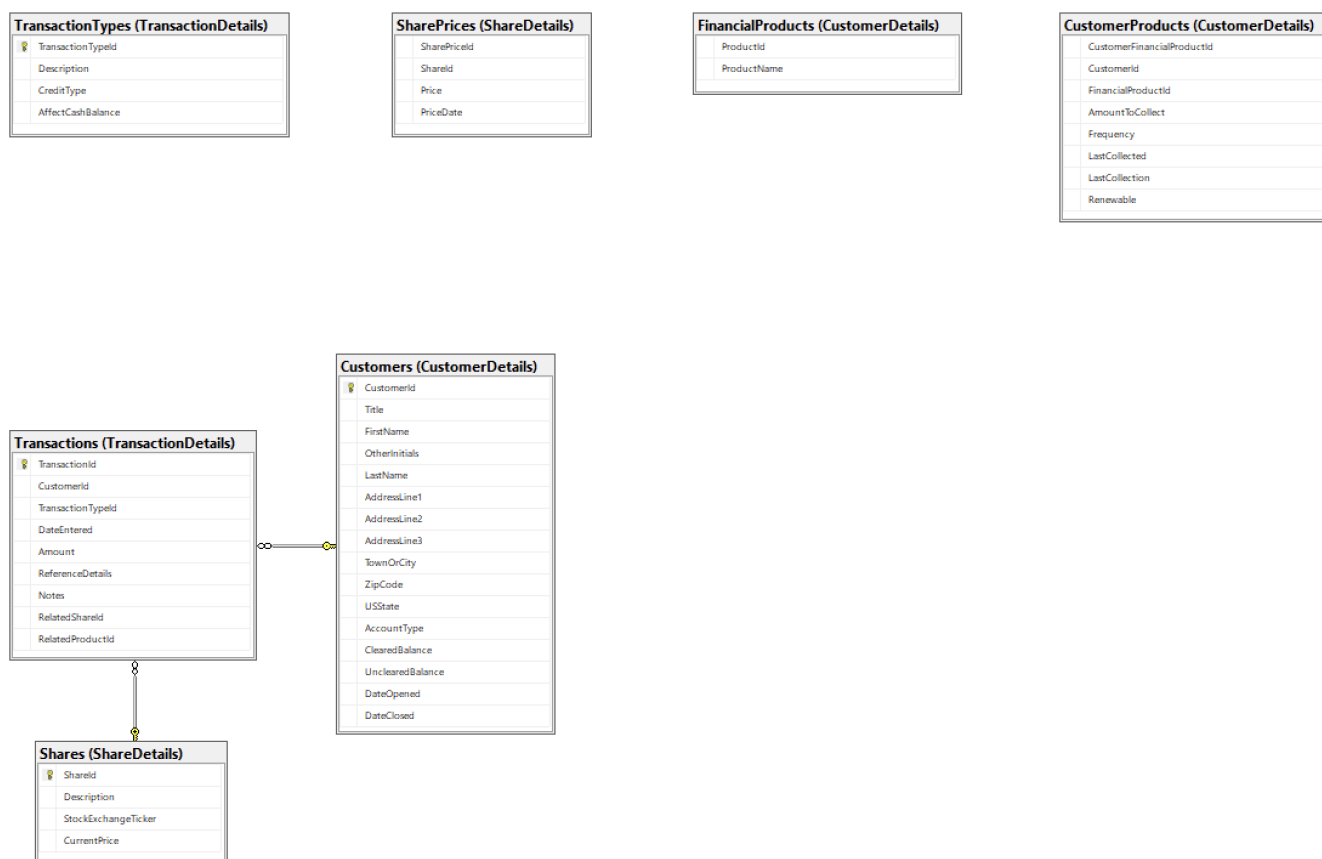 TransactionTypes (TransactionDetails)
TransactionTypeId
Description
CreditType
AffectCashBalance
SharePrices (ShareDetails)
SharePriceId
ShareId
Price
PriceDate
FinancialProducts (CustomerDetails)
ProductId
ProductName
CustomerProducts (CustomerDetails)
CustomerFinancialProductId
CustomerId
FinancialProductId
AmountToCollect
Frequency
LastCollected
LastCollection
Renewable
Customers (CustomerDetails)
CustomerId
Title
FirstName
OtherInitials
LastName
AddressLine1
AddressLine2
AddressLine3
TownOrCity
ZipCode
USState
AccountType
ClearedBalance
UnclearedBalance
DateOpened
DateClosed
Transactions (TransactionDetails)
TransactionId
CustomerId
TransactionTypeId
DateEntered
Amount
ReferenceDetails
Notes
RelatedShareId
RelatedProductId
Shares (ShareDetails)
ShareId
Description
StockExchangeTicker
CurrentPrice